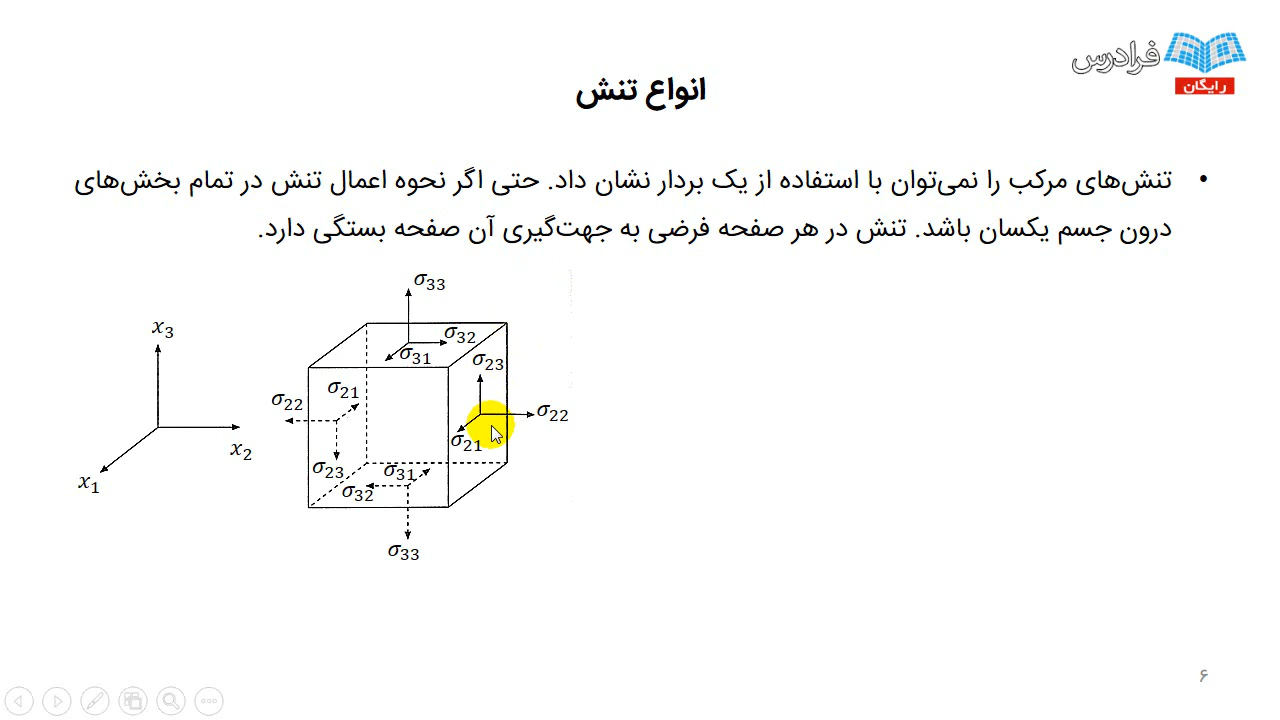 فرادرس
رایگان
انواع تنش
• تنش‌های مرکب را نمی‌توان با استفاده از یک بردار نشان داد. حتی اگر نحوه اعمال تنش در تمام بخش‌های
درون جسم یکسان باشد. تنش در هر صفحه فرضی به جهت‌گیری آن صفحه بستگی دارد.
x₃
x₂
x₁
σ₃₃
σ₃₂
σ₃₁
σ₂₃
σ₂₁
σ₂₂
σ₂₂
σ₂₁
σ₂₃
σ₃₁
σ₃₂
σ₃₃
۶